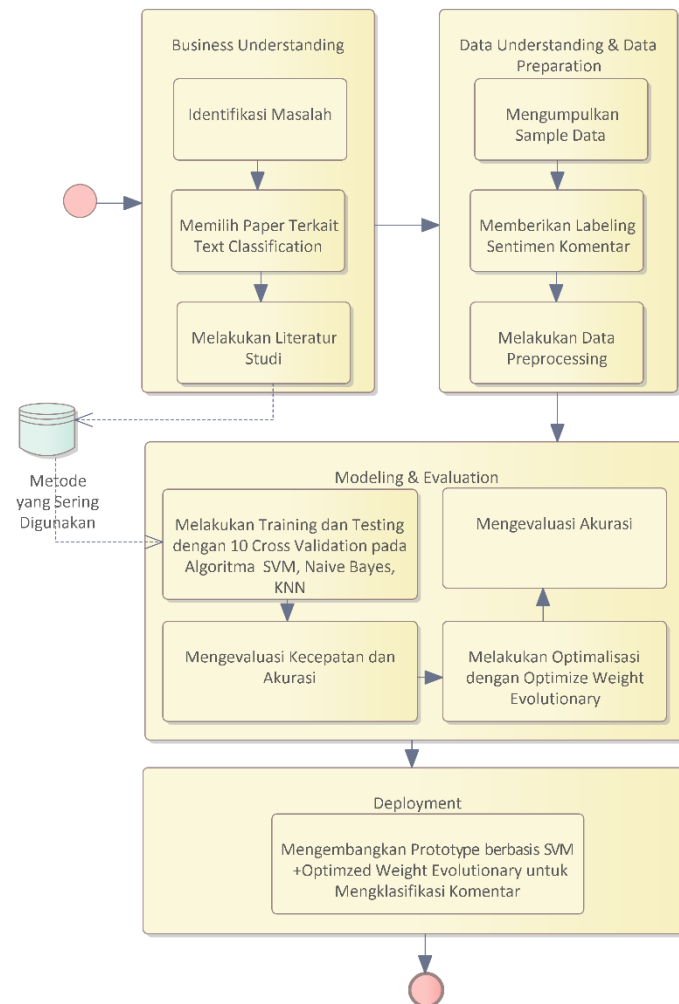 Business Understanding
Identifikasi Masalah
Memilih Paper Terkait
Text Classification
Melakukan Literatur
Studi
Data Understanding & Data
Preparation
Mengumpulkan
Sample Data
Memberikan Labeling
Sentimen Komentar
Melakukan Data
Preprocessing
Metode
yang Sering
Digunakan
Modeling & Evaluation
Melakukan Training dan Testing
dengan 10 Cross Validation pada
Algoritma SVM, Naive Bayes,
KNN
Mengevaluasi Kecepatan dan
Akurasi
Melakukan Optimalisasi
dengan Optimize Weight
Evolutionary
Mengevaluasi Akurasi
Deployment
Mengembangkan Prototype berbasis SVM
+Optimzed Weight Evolutionary untuk
Mengklasifikasi Komentar